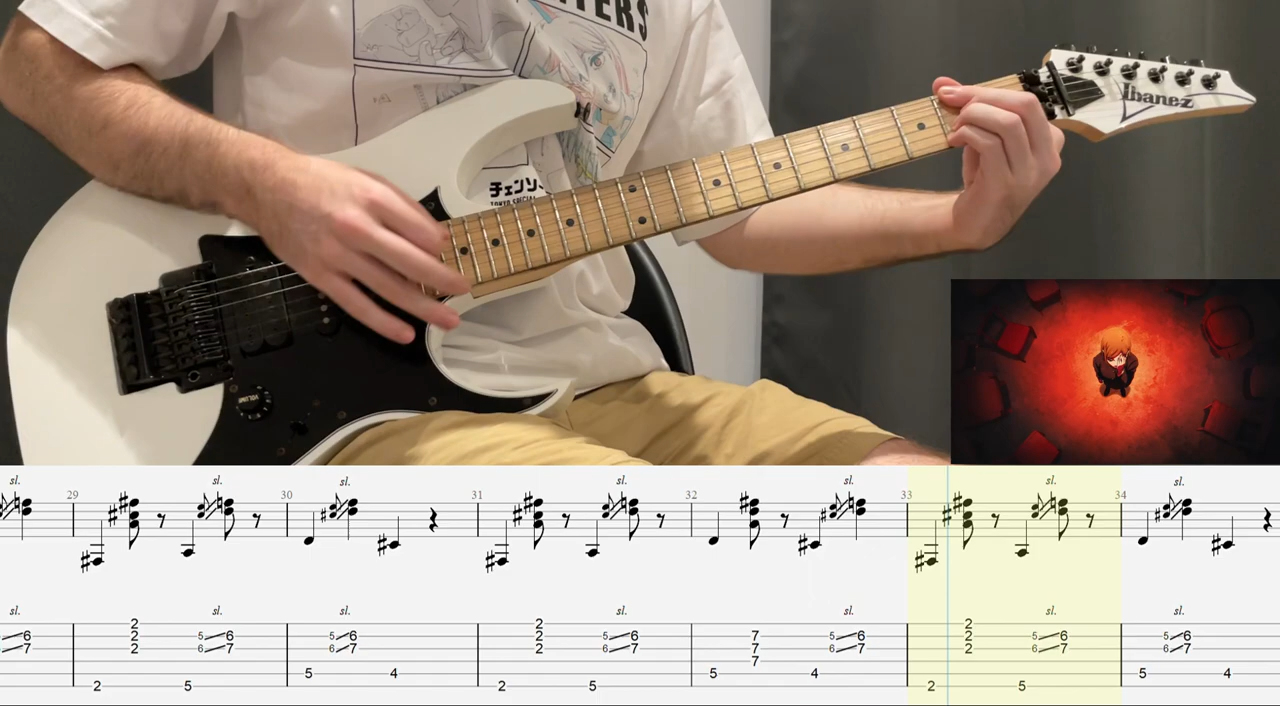 TERS
Ibanez
チェンソ
VOLUME
sl. sl. sl. sl. sl. sl. sl.
29 30 31 32 33 34
sl. sl. sl. sl. sl. sl. sl.
2 2 2 2
6 2 5 6 5 6 2 5 6 7 5 6 2 5 6 5 6
7 2 6 7 6 7 2 6 7 7 6 7 2 6 7 6 7
7
5 4 5 4 5 4
2 5 2 5 2 5